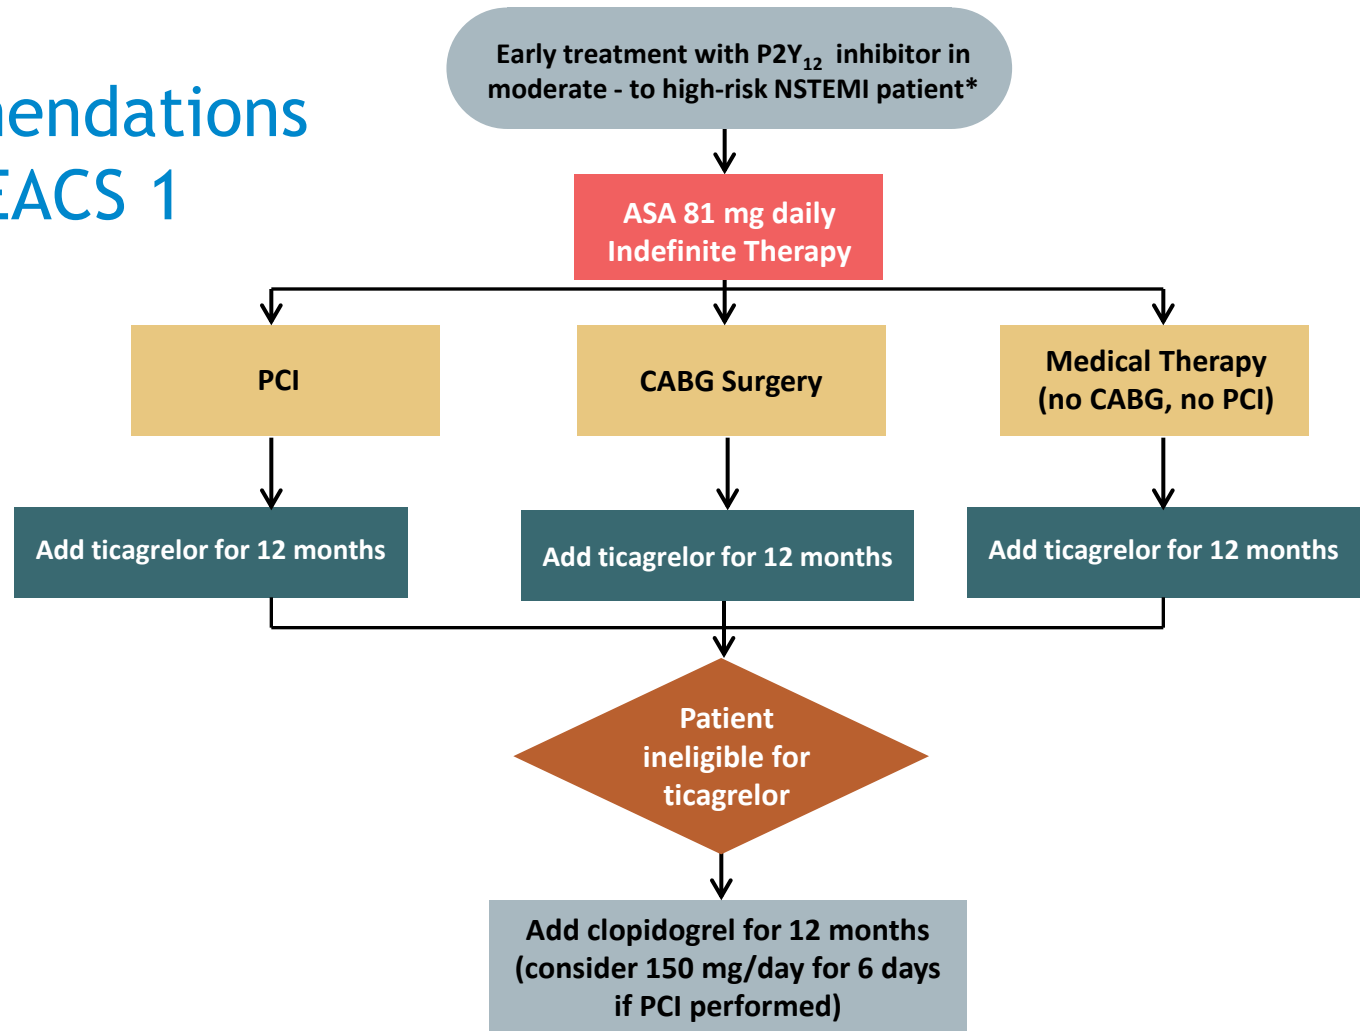 Early treatment with P2Y₁₂ inhibitor in
moderate - to high-risk NSTEMI patient*
mendations
EACS 1
ASA 81 mg daily
Indefinite Therapy
PCI
CABG Surgery
Medical Therapy
(no CABG, no PCI)
Add ticagrelor for 12 months
Add ticagrelor for 12 months
Add ticagrelor for 12 months
Patient
ineligible for
ticagrelor
Add clopidogrel for 12 months
(consider 150 mg/day for 6 days
if PCI performed)